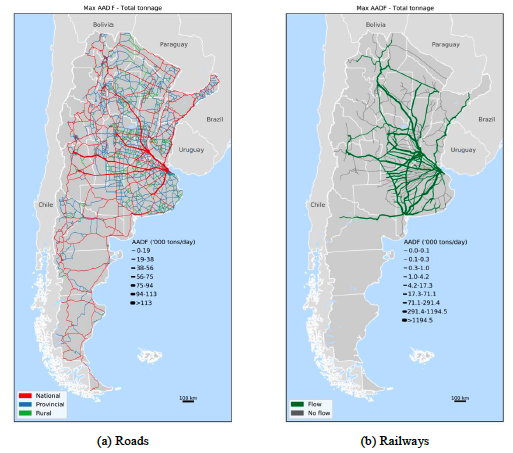 Max AADF - Total tonnage
Bolivia
Paraguay
Brazil
Uruguay
Chile
AADF ('000 tons/day)
0-19
19-38
38-56
56-75
75-94
94-113
>113
National
Provincial
Rural
100 km
(a) Roads
Max AADF - Total tonnage
Bolivia
Paraguay
Brazil
Uruguay
Chile
AADF ('000 tons/day)
0.0-0.1
0.1-0.3
0.3-1.0
1.0-4.2
4.2-17.3
17.3-71.1
71.1-291.4
291.4-1194.5
>1194.5
Flow
No flow
100 km
(b) Railways